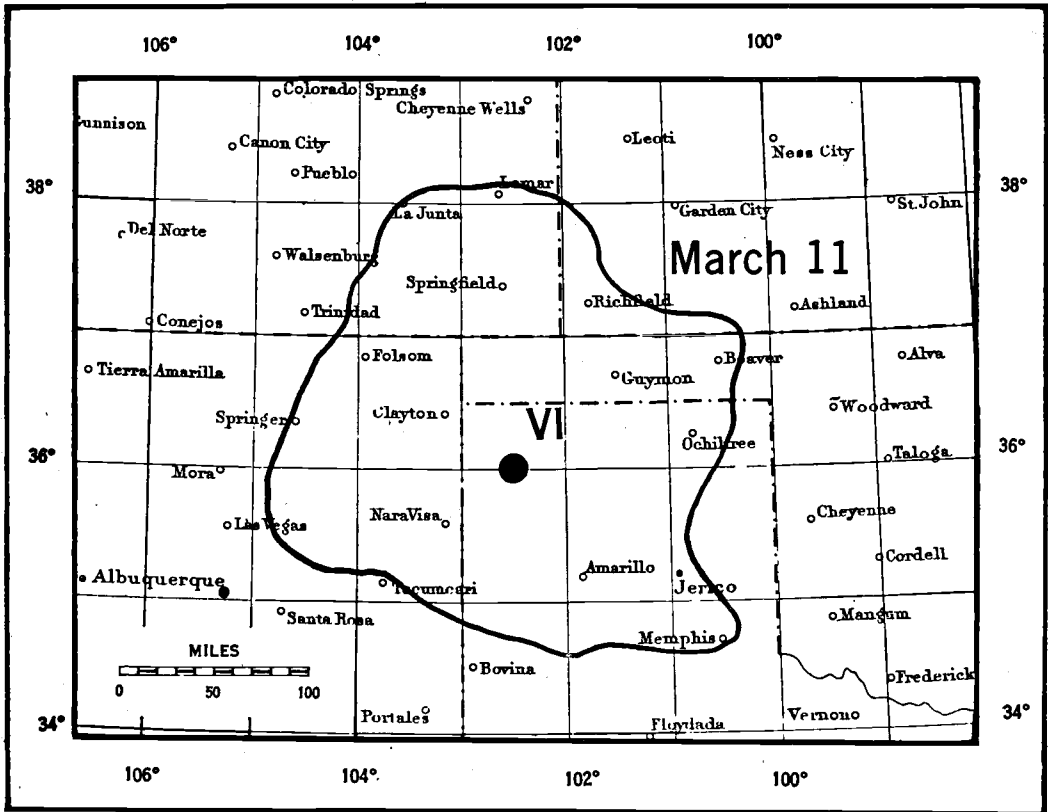 106° 104° 102° 100°
Colorado Springs
Cheyenne Wells
Gunnison
Canon City
Leoti
Ness City
Pueblo
38° Lamar 38°
La Junta
Garden City
St. John
Del Norte
Walsenburg
March 11
Springfield
Richfield
Ashland
Trinidad
Conejos
Folsom
Beaver
Alva
Tierra Amarilla
Guymon
Springer
Clayton
VI
Woodward
Ochiltree
36° 36°
Mora
Taloga
Las Vegas
Nara Visa
Cheyenne
Albuquerque
Amarillo
Cordell
Tucumcari
Jerico
Santa Rosa
Mangum
Memphis
MILES
0 50 100
Bovina
Frederick
Portales
Vernono
34° Floydada 34°
106° 104° 102° 100°